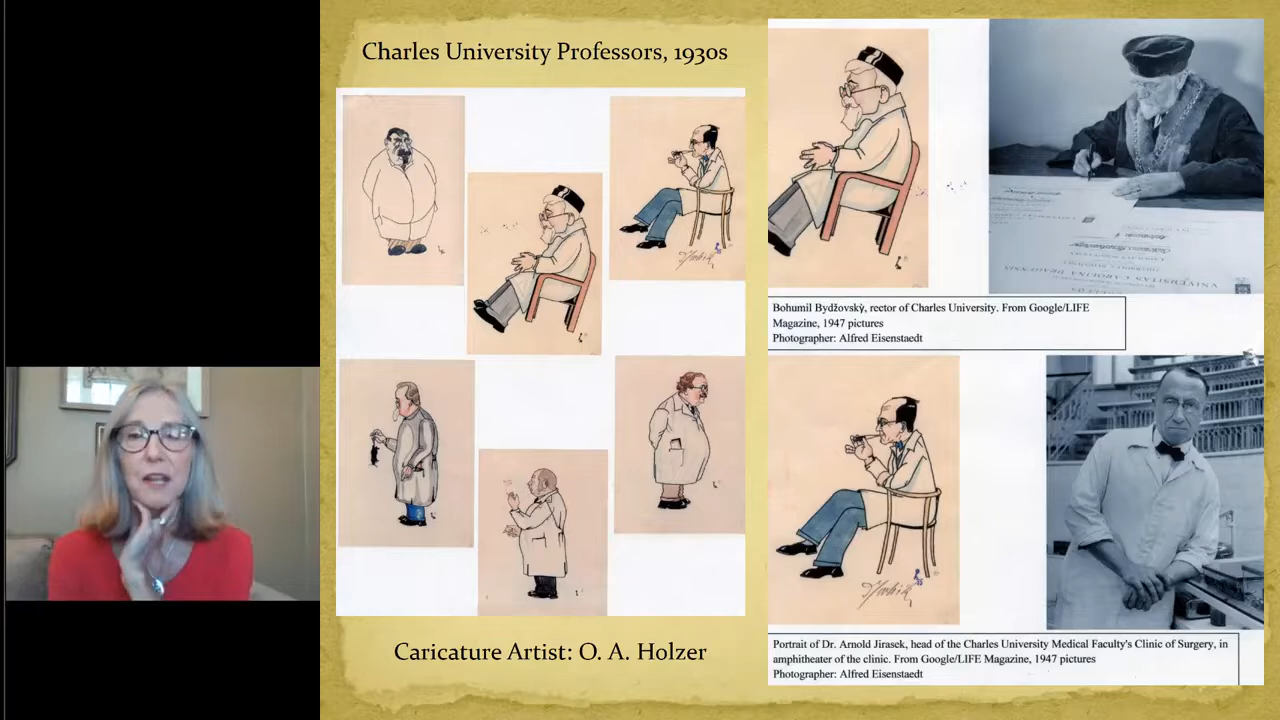 Charles University Professors, 1930s
Caricature Artist: O. A. Holzer
Bohumil Bydžovskỳ, rector of Charles University. From Google/LIFE
Magazine, 1947 pictures
Photographer: Alfred Eisenstaedt
Portrait of Dr. Arnold Jirasek, head of the Charles University Medical Faculty's Clinic of Surgery, in
amphitheater of the clinic. From Google/LIFE Magazine, 1947 pictures
Photographer: Alfred Eisenstaedt